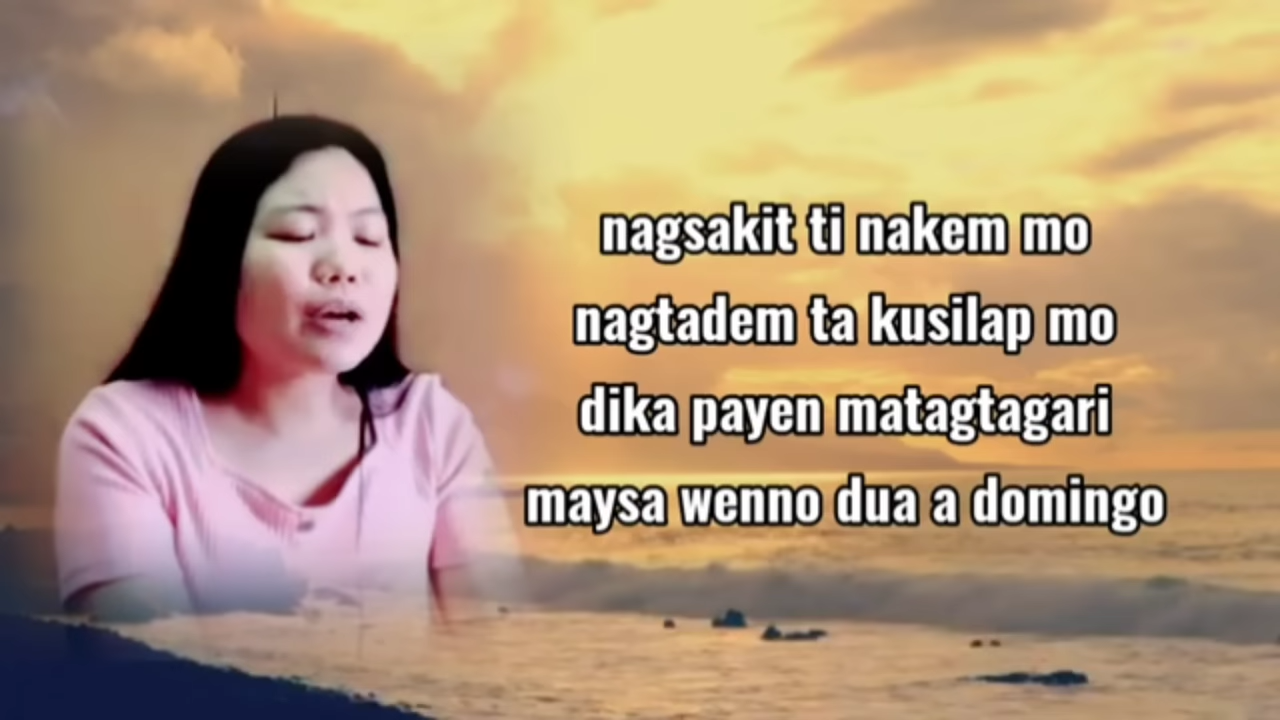 nagsakit ti nakem mo
nagtadem ta kusilap mo
dika payen matagtagari
maysa wenno dua a domingo